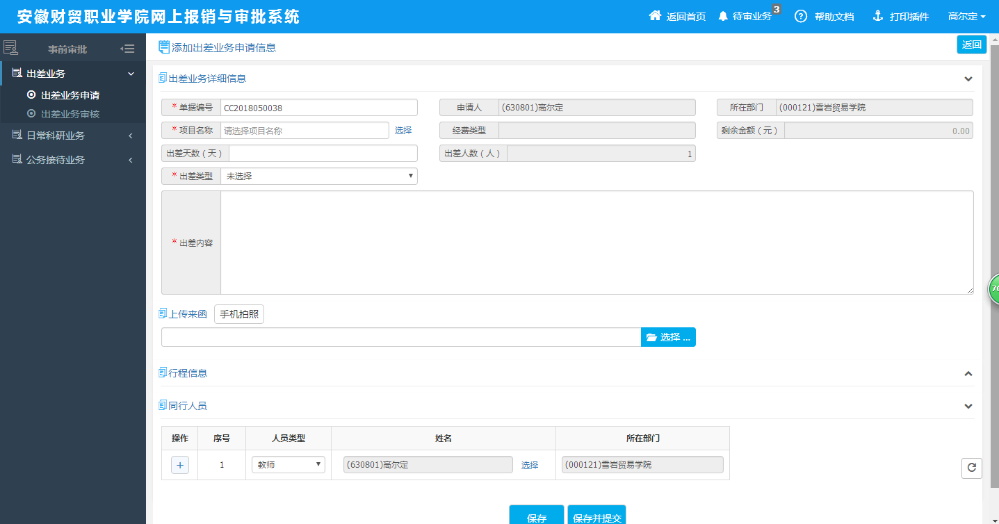 安徽财贸职业学院网上报销与审批系统
返回首页
待审业务
3
帮助文档
打印插件
高尔定
事前审批
添加出差业务申请信息
返回
出差业务
出差业务申请
出差业务审核
日常科研业务
公务接待业务
出差业务详细信息
* 单据编号 CC2018050038
申请人 (630801)高尔定
所在部门 (000121)雪岩贸易学院
* 项目名称 请选择项目名称 选择
经费类型
剩余金额（元） 0.00
出差天数（天）
出差人数（人） 1
* 出差类型 未选择
* 出差内容
上传来函 手机拍照
选择 ...
行程信息
同行人员
操作 序号 人员类型 姓名 所在部门
+ 1 教师 (630801)高尔定 选择 (000121)雪岩贸易学院
保存 保存并提交